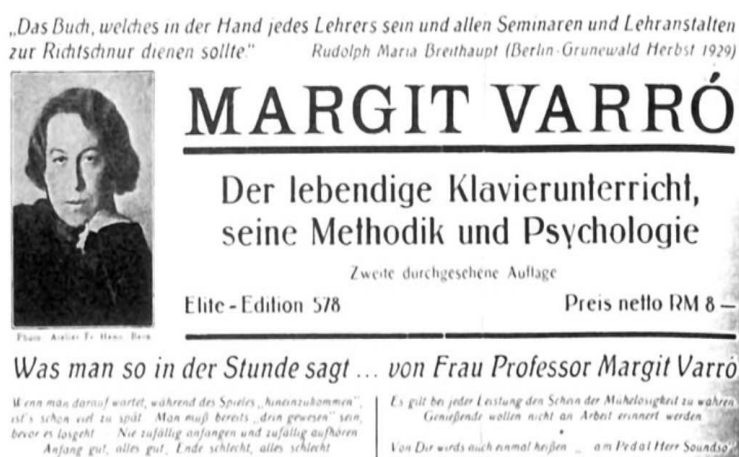 „Das Buch, welches in der Hand jedes Lehrers sein und allen Seminaren und Lehranstalten
zur Richtschnur dienen sollte."
Rudolph Maria Breithaupt (Berlin-Grunewald Herbst 1929)
MARGIT VARRÓ
Der lebendige Klavierunterricht,
seine Methodik und Psychologie
Zweite durchgesehene Auflage
Elite-Edition 578
Preis netto RM 8—
Photo Atelier Fr Henn Bern
Was man so in der Stunde sagt ... von Frau Professor Margit Varró
Wenn man darauf wartet, während des Spieles „hineinzukommen",
ist's schon viel zu spät Man muß bereits „drin gewesen" sein,
bevor es losgeht Nie zufällig anfangen und zufällig aufhören
Anfang gut, alles gut, Ende schlecht, alles schlecht
Es gilt bei jeder Leistung den Schein der Mühelosigkeit zu wahren
Genießende wollen nicht an Arbeit erinnert werden
*
Von Dir wird's auch einmal heißen „ am Pedal Herr Soundso"